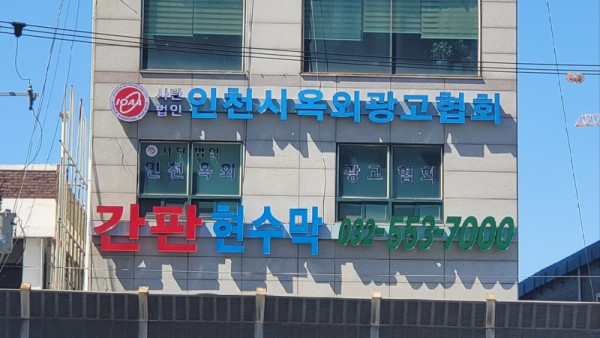 IOAA 사단
법인 인천시옥외광고협회
사단법인
인천옥외 광고협회
간판 현수막 032-553-7000